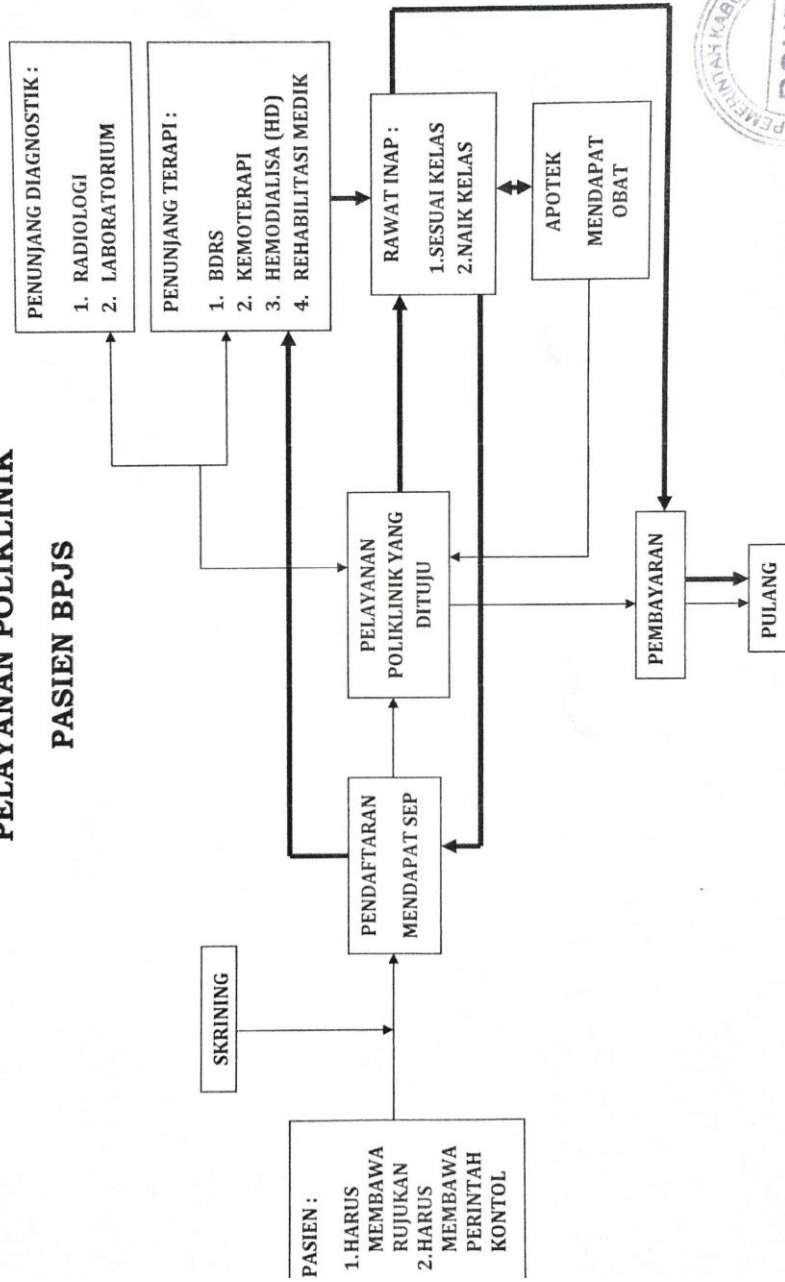 PELAYANAN POLIKLINIK
PASIEN BPJS
PASIEN :
1.HARUS
MEMBAWA
RUJUKAN
2.HARUS
MEMBAWA
PERINTAH
KONTOL
SKRINING
PENDAFTARAN
MENDAPAT SEP
PELAYANAN
POLIKLINIK YANG
DITUJU
PENUNJANG DIAGNOSTIK :
1. RADIOLOGI
2. LABORATORIUM
PENUNJANG TERAPI :
1. BDRS
2. KEMOTERAPI
3. HEMODIALISA (HD)
4. REHABILITASI MEDIK
RAWAT INAP :
1.SESUAI KELAS
2.NAIK KELAS
APOTEK
MENDAPAT
OBAT
PEMBAYARAN
PULANG
PEMERINTAH